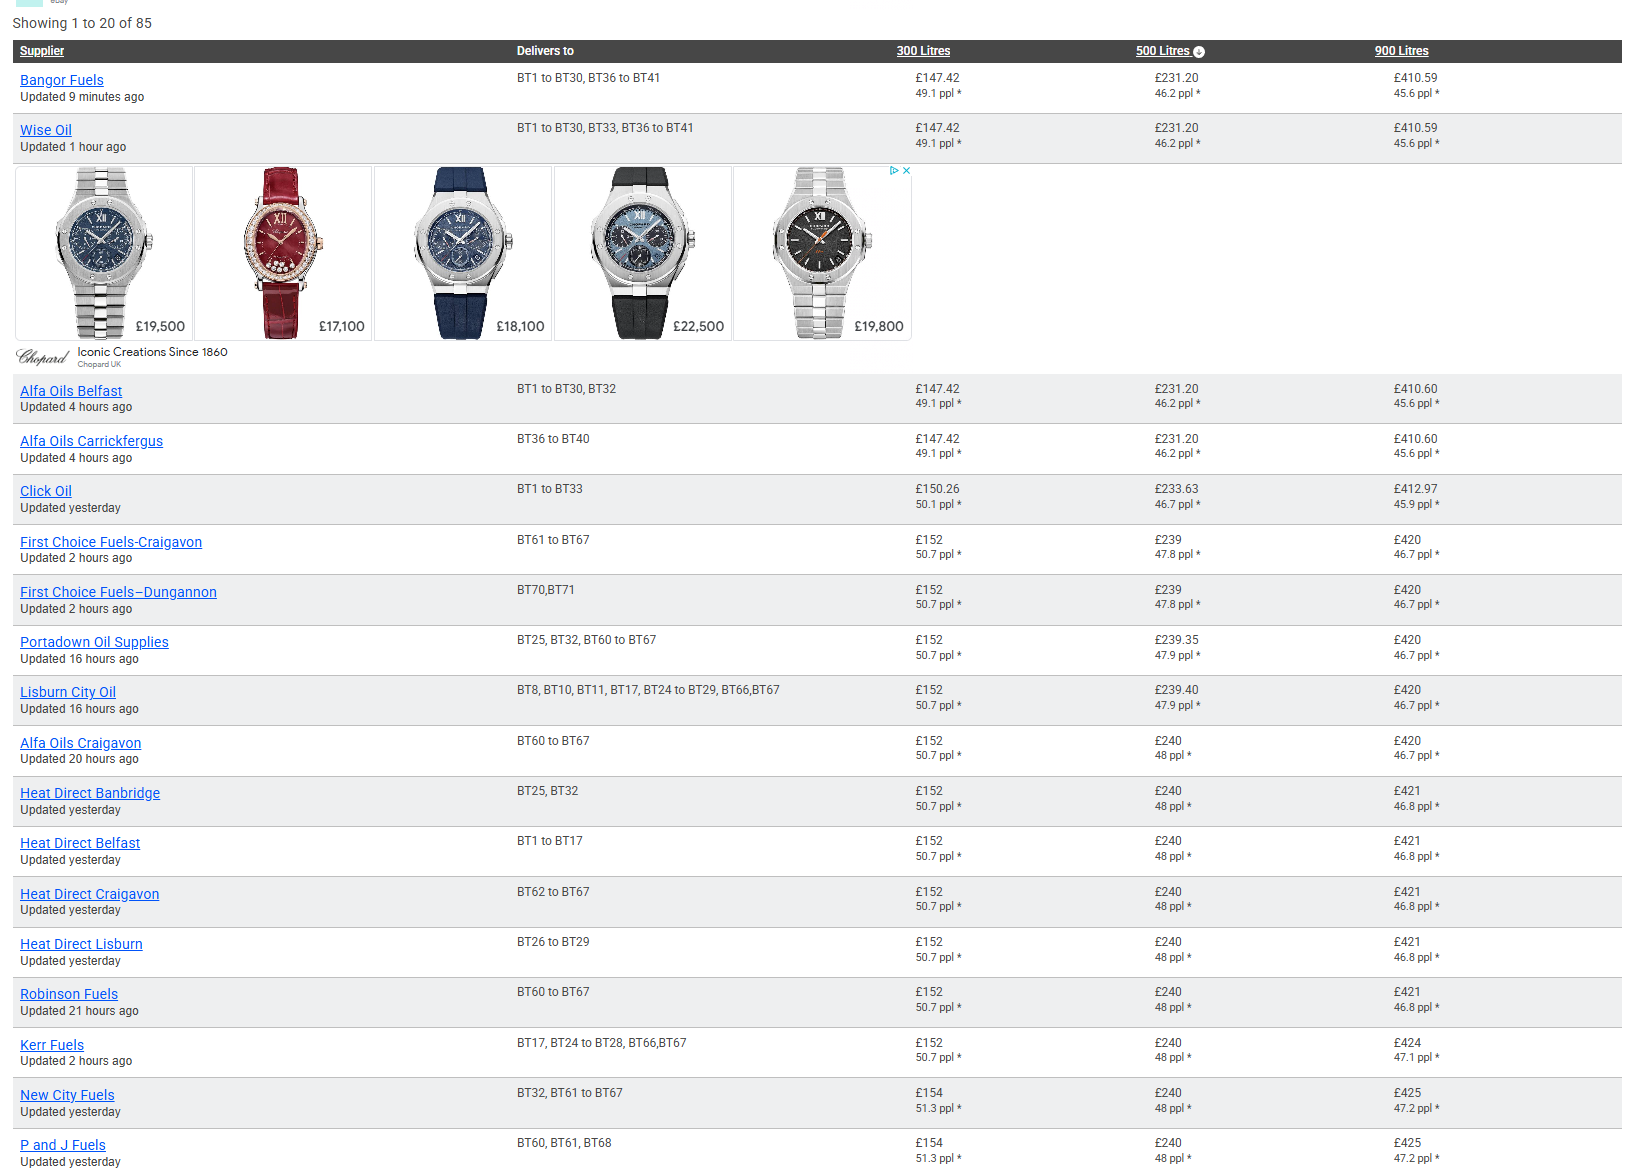 eBay
Showing 1 to 20 of 85
Supplier Delivers to 300 Litres 500 Litres 900 Litres
Bangor Fuels BT1 to BT30, BT36 to BT41 £147.42 £231.20 £410.59
Updated 9 minutes ago 49.1 ppl * 46.2 ppl * 45.6 ppl *
Wise Oil BT1 to BT30, BT33, BT36 to BT41 £147.42 £231.20 £410.59
Updated 1 hour ago 49.1 ppl * 46.2 ppl * 45.6 ppl *
£19,500 £17,100 £18,100 £22,500 £19,800
Chopard Iconic Creations Since 1860
Chopard UK
Alfa Oils Belfast BT1 to BT30, BT32 £147.42 £231.20 £410.60
Updated 4 hours ago 49.1 ppl * 46.2 ppl * 45.6 ppl *
Alfa Oils Carrickfergus BT36 to BT40 £147.42 £231.20 £410.60
Updated 4 hours ago 49.1 ppl * 46.2 ppl * 45.6 ppl *
Click Oil BT1 to BT33 £150.26 £233.63 £412.97
Updated yesterday 50.1 ppl * 46.7 ppl * 45.9 ppl *
First Choice Fuels-Craigavon BT61 to BT67 £152 £239 £420
Updated 2 hours ago 50.7 ppl * 47.8 ppl * 46.7 ppl *
First Choice Fuels–Dungannon BT70,BT71 £152 £239 £420
Updated 2 hours ago 50.7 ppl * 47.8 ppl * 46.7 ppl *
Portadown Oil Supplies BT25, BT32, BT60 to BT67 £152 £239.35 £420
Updated 16 hours ago 50.7 ppl * 47.9 ppl * 46.7 ppl *
Lisburn City Oil BT8, BT10, BT11, BT17, BT24 to BT29, BT66,BT67 £152 £239.40 £420
Updated 16 hours ago 50.7 ppl * 47.9 ppl * 46.7 ppl *
Alfa Oils Craigavon BT60 to BT67 £152 £240 £420
Updated 20 hours ago 50.7 ppl * 48 ppl * 46.7 ppl *
Heat Direct Banbridge BT25, BT32 £152 £240 £421
Updated yesterday 50.7 ppl * 48 ppl * 46.8 ppl *
Heat Direct Belfast BT1 to BT17 £152 £240 £421
Updated yesterday 50.7 ppl * 48 ppl * 46.8 ppl *
Heat Direct Craigavon BT62 to BT67 £152 £240 £421
Updated yesterday 50.7 ppl * 48 ppl * 46.8 ppl *
Heat Direct Lisburn BT26 to BT29 £152 £240 £421
Updated yesterday 50.7 ppl * 48 ppl * 46.8 ppl *
Robinson Fuels BT60 to BT67 £152 £240 £421
Updated 21 hours ago 50.7 ppl * 48 ppl * 46.8 ppl *
Kerr Fuels BT17, BT24 to BT28, BT66,BT67 £152 £240 £424
Updated 2 hours ago 50.7 ppl * 48 ppl * 47.1 ppl *
New City Fuels BT32, BT61 to BT67 £154 £240 £425
Updated yesterday 51.3 ppl * 48 ppl * 47.2 ppl *
P and J Fuels BT60, BT61, BT68 £154 £240 £425
Updated yesterday 51.3 ppl * 48 ppl * 47.2 ppl *